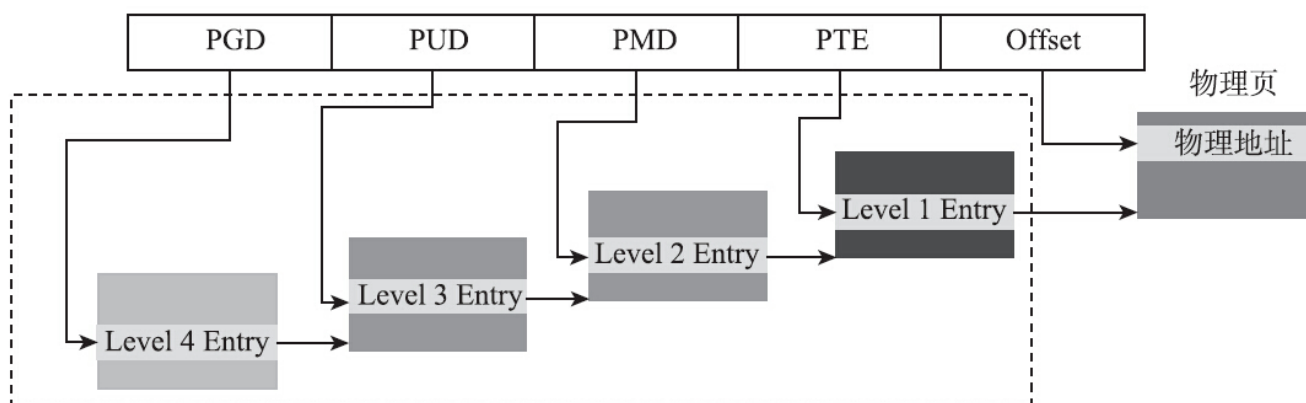 PGD PUD PMD PTE Offset
物理页
物理地址
Level 1 Entry
Level 2 Entry
Level 3 Entry
Level 4 Entry